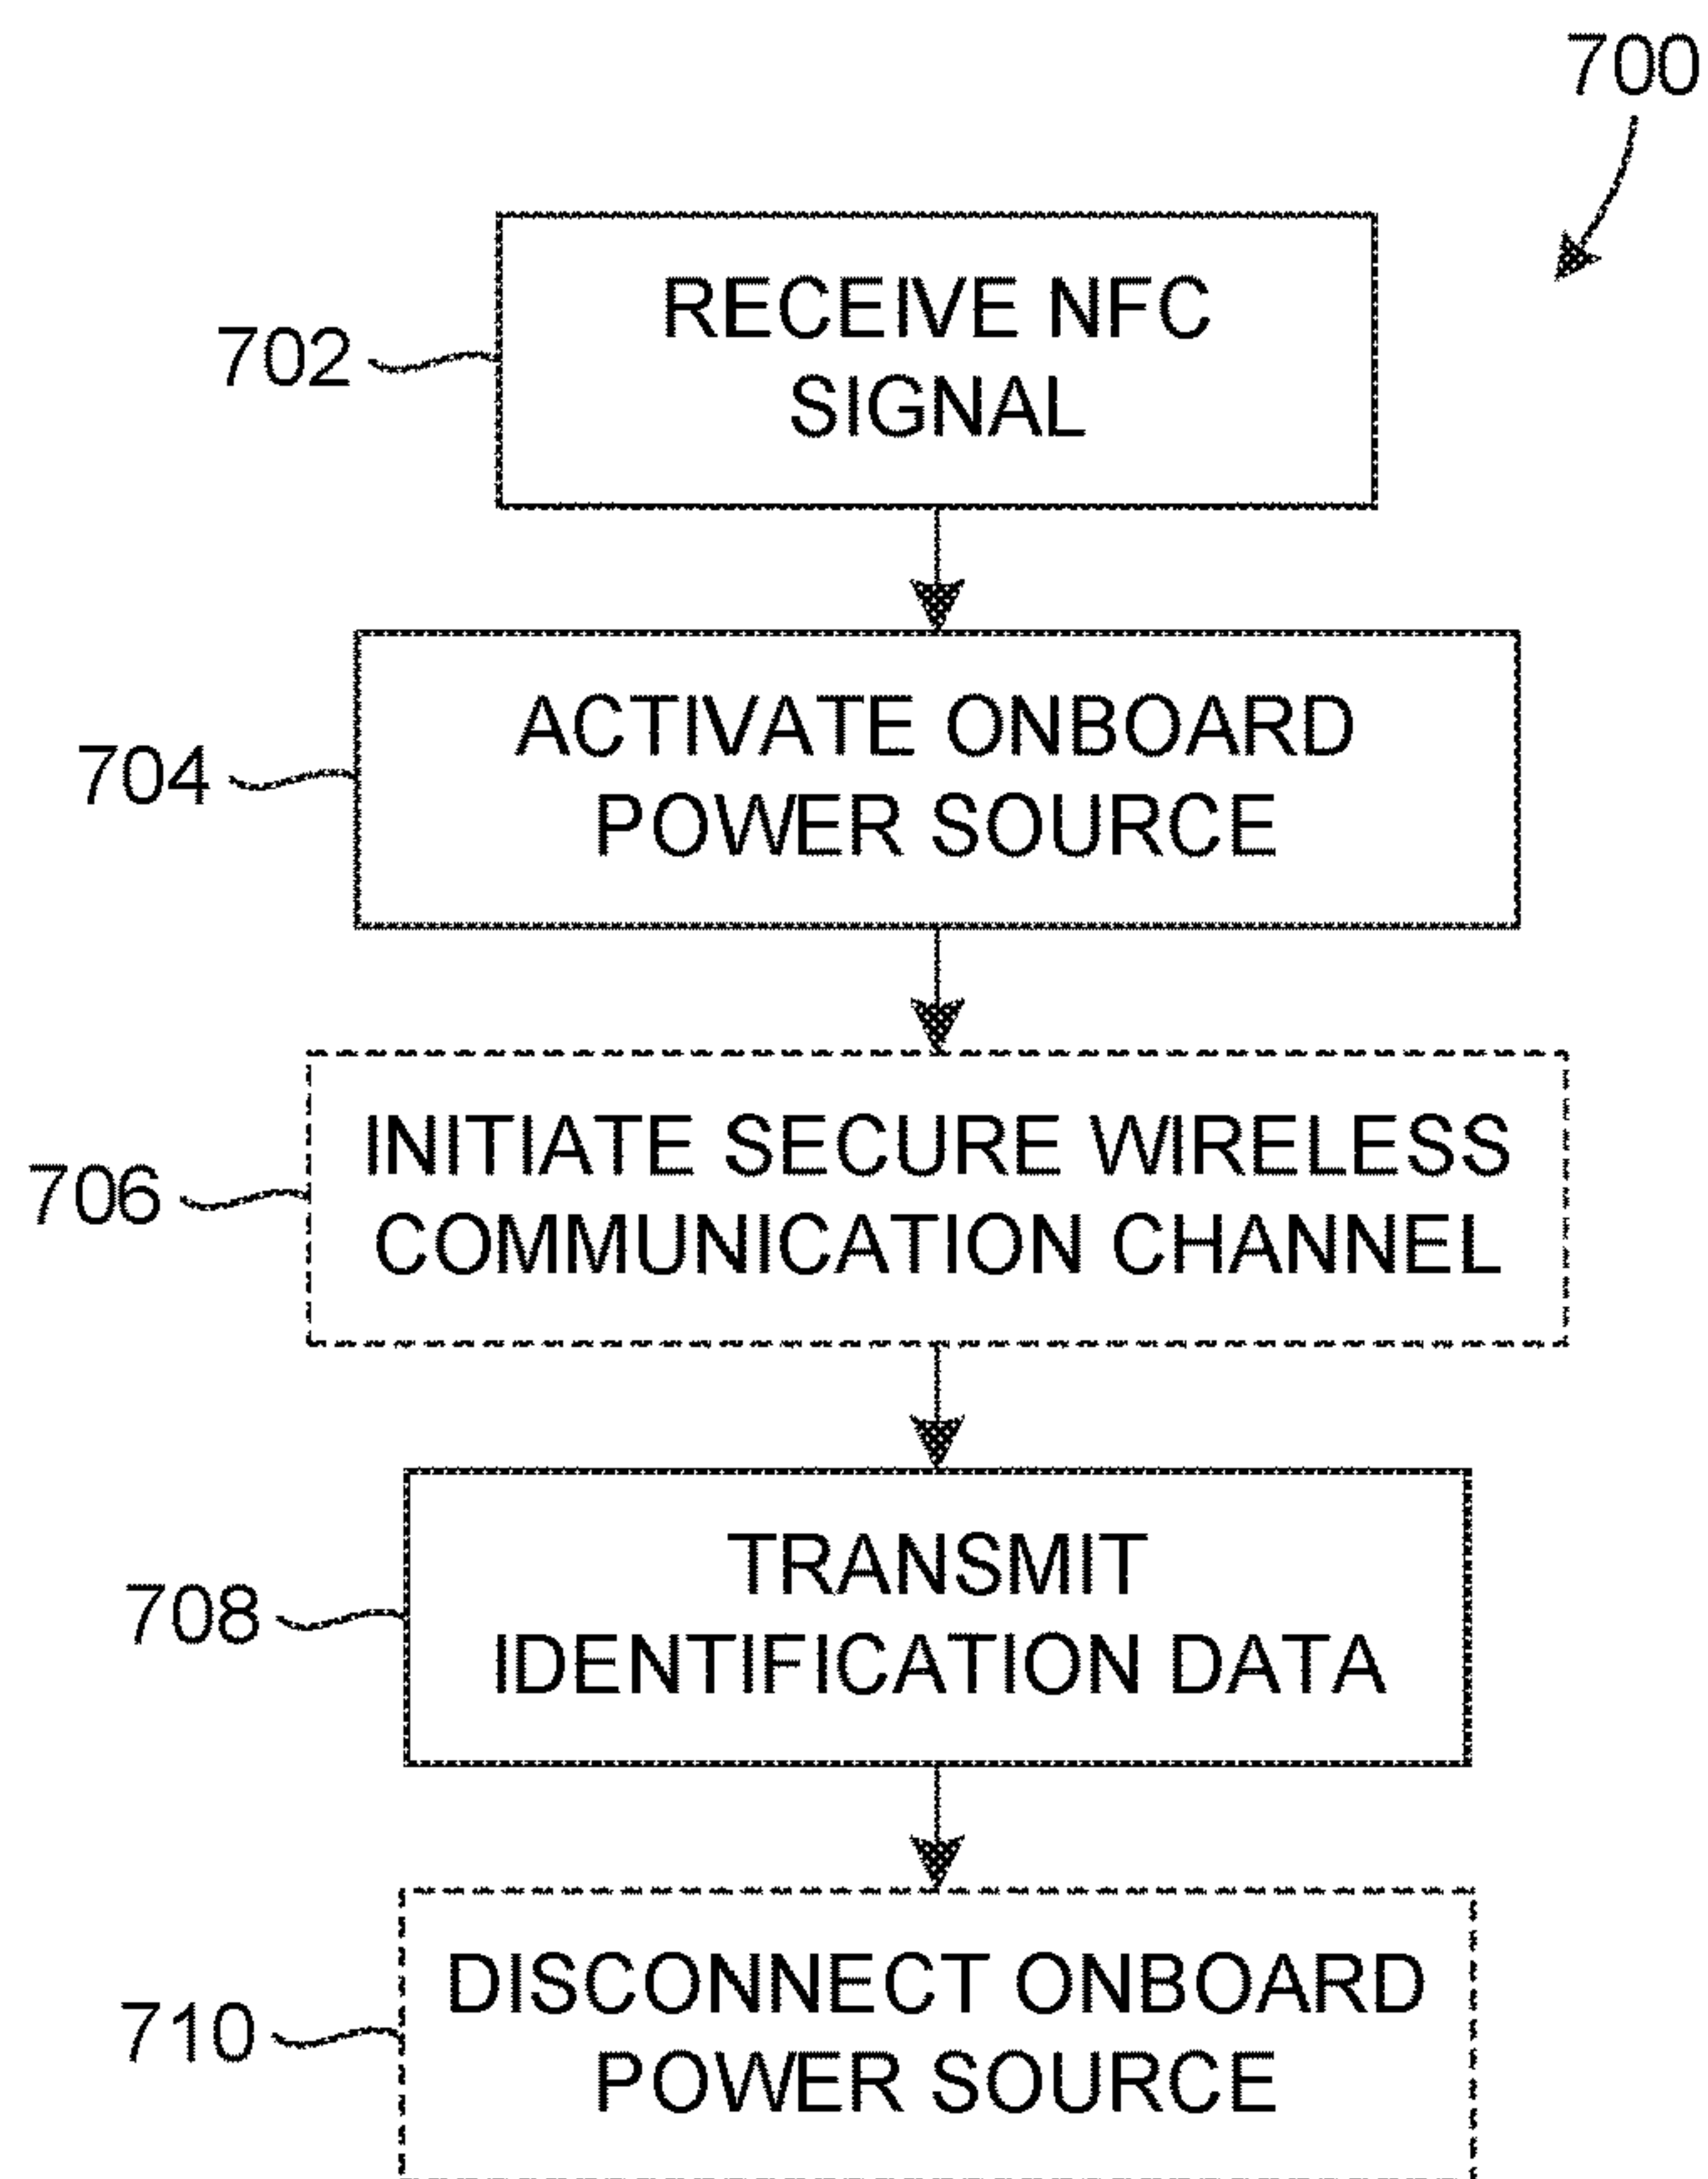 700
702
RECEIVE NFC
SIGNAL
704
ACTIVATE ONBOARD
POWER SOURCE
706
INITIATE SECURE WIRELESS
COMMUNICATION CHANNEL
708
TRANSMIT
IDENTIFICATION DATA
710
DISCONNECT ONBOARD
POWER SOURCE